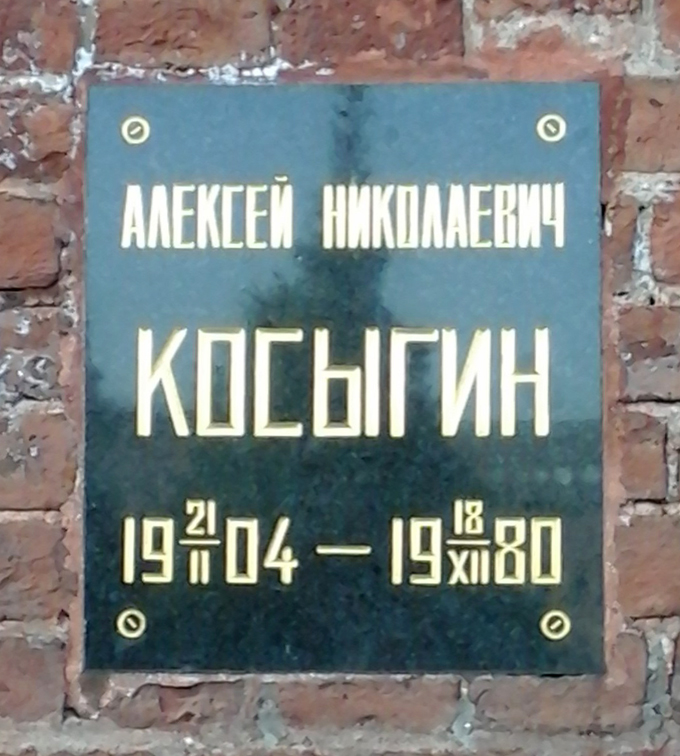 АЛЕКСЕЙ НИКОЛАЕВИЧ
КОСЫГИН
19 21/II 04 — 19 18/XII 80